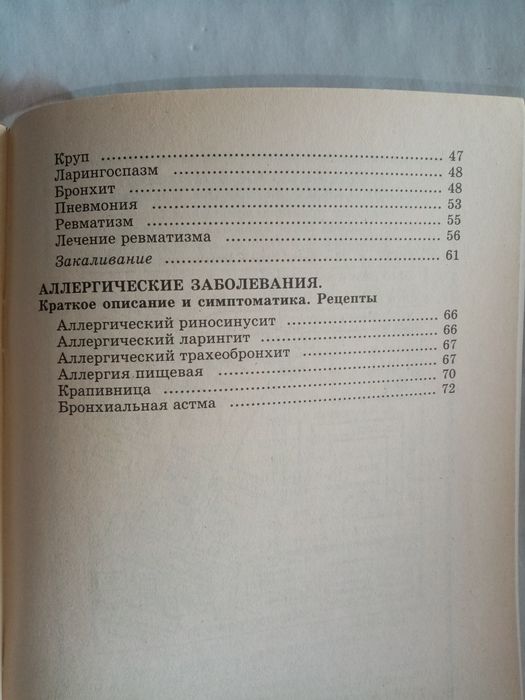 Круп 47
Ларингоспазм 48
Бронхит 48
Пневмония 53
Ревматизм 55
Лечение ревматизма 56
Закаливание 61
АЛЛЕРГИЧЕСКИЕ ЗАБОЛЕВАНИЯ.
Краткое описание и симптоматика. Рецепты
Аллергический риносинусит 66
Аллергический ларингит 66
Аллергический трахеобронхит 67
Аллергия пищевая 67
Крапивница 70
Бронхиальная астма 72